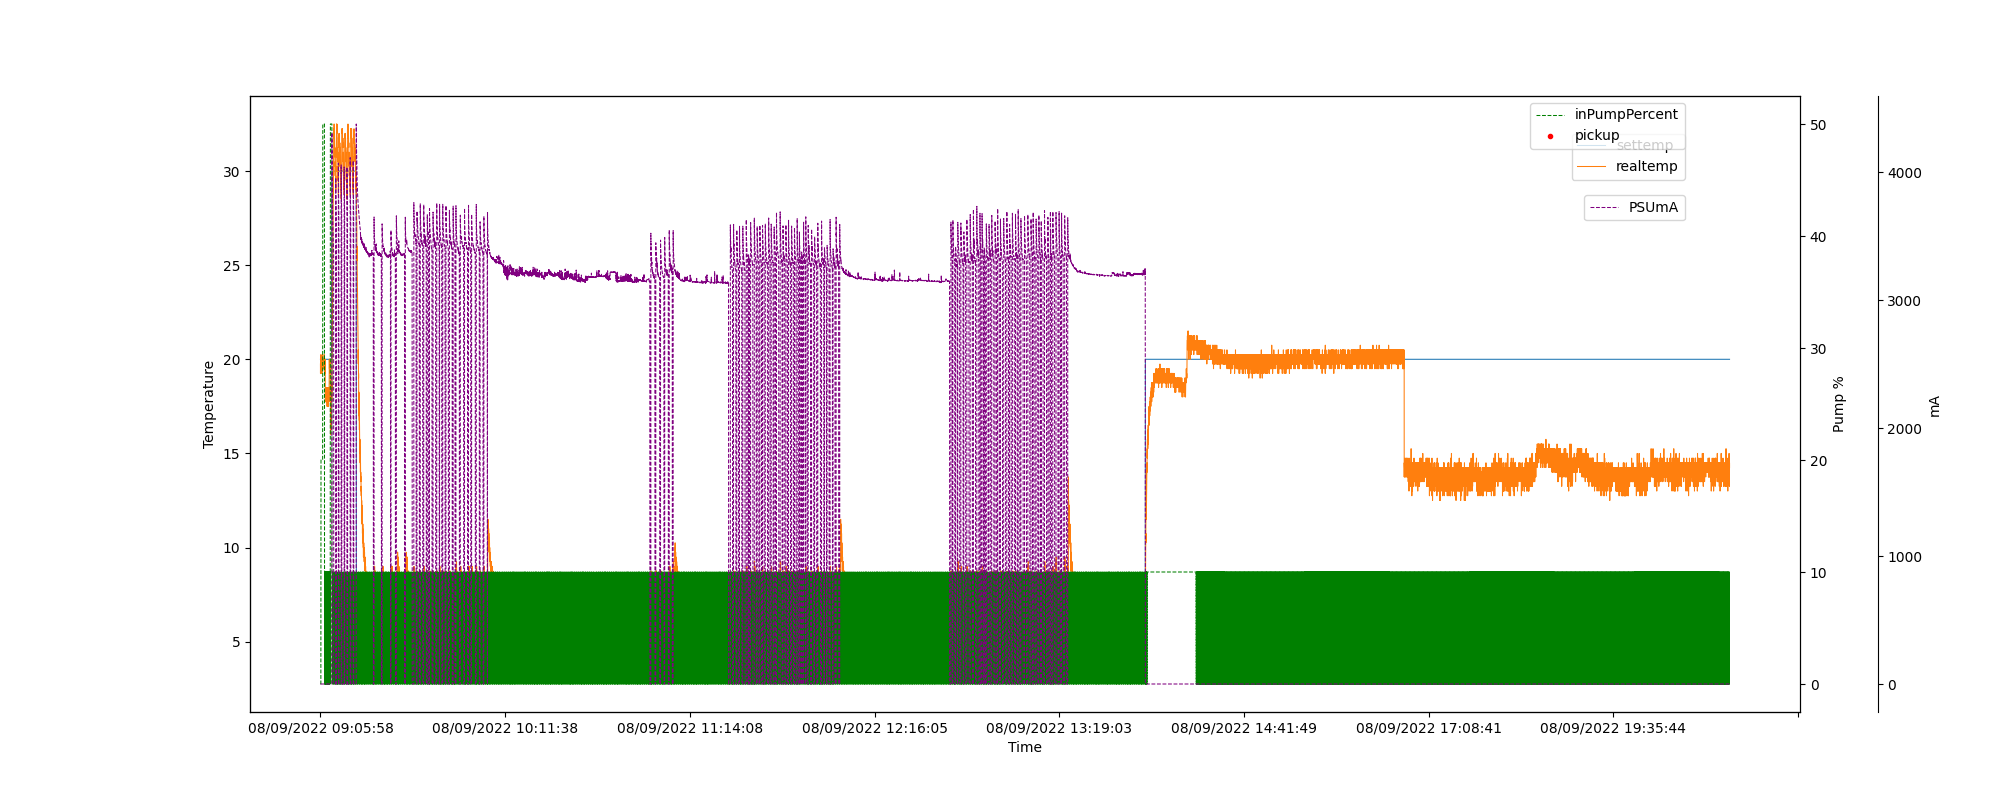 inPumpPercent
pickup
settemp
realtemp
PSUmA
Temperature
30
25
20
15
10
5
50
40
30
20
10
0
Pump %
4000
3000
2000
1000
0
mA
08/09/2022 09:05:58
08/09/2022 10:11:38
08/09/2022 11:14:08
08/09/2022 12:16:05
08/09/2022 13:19:03
08/09/2022 14:41:49
08/09/2022 17:08:41
08/09/2022 19:35:44
Time